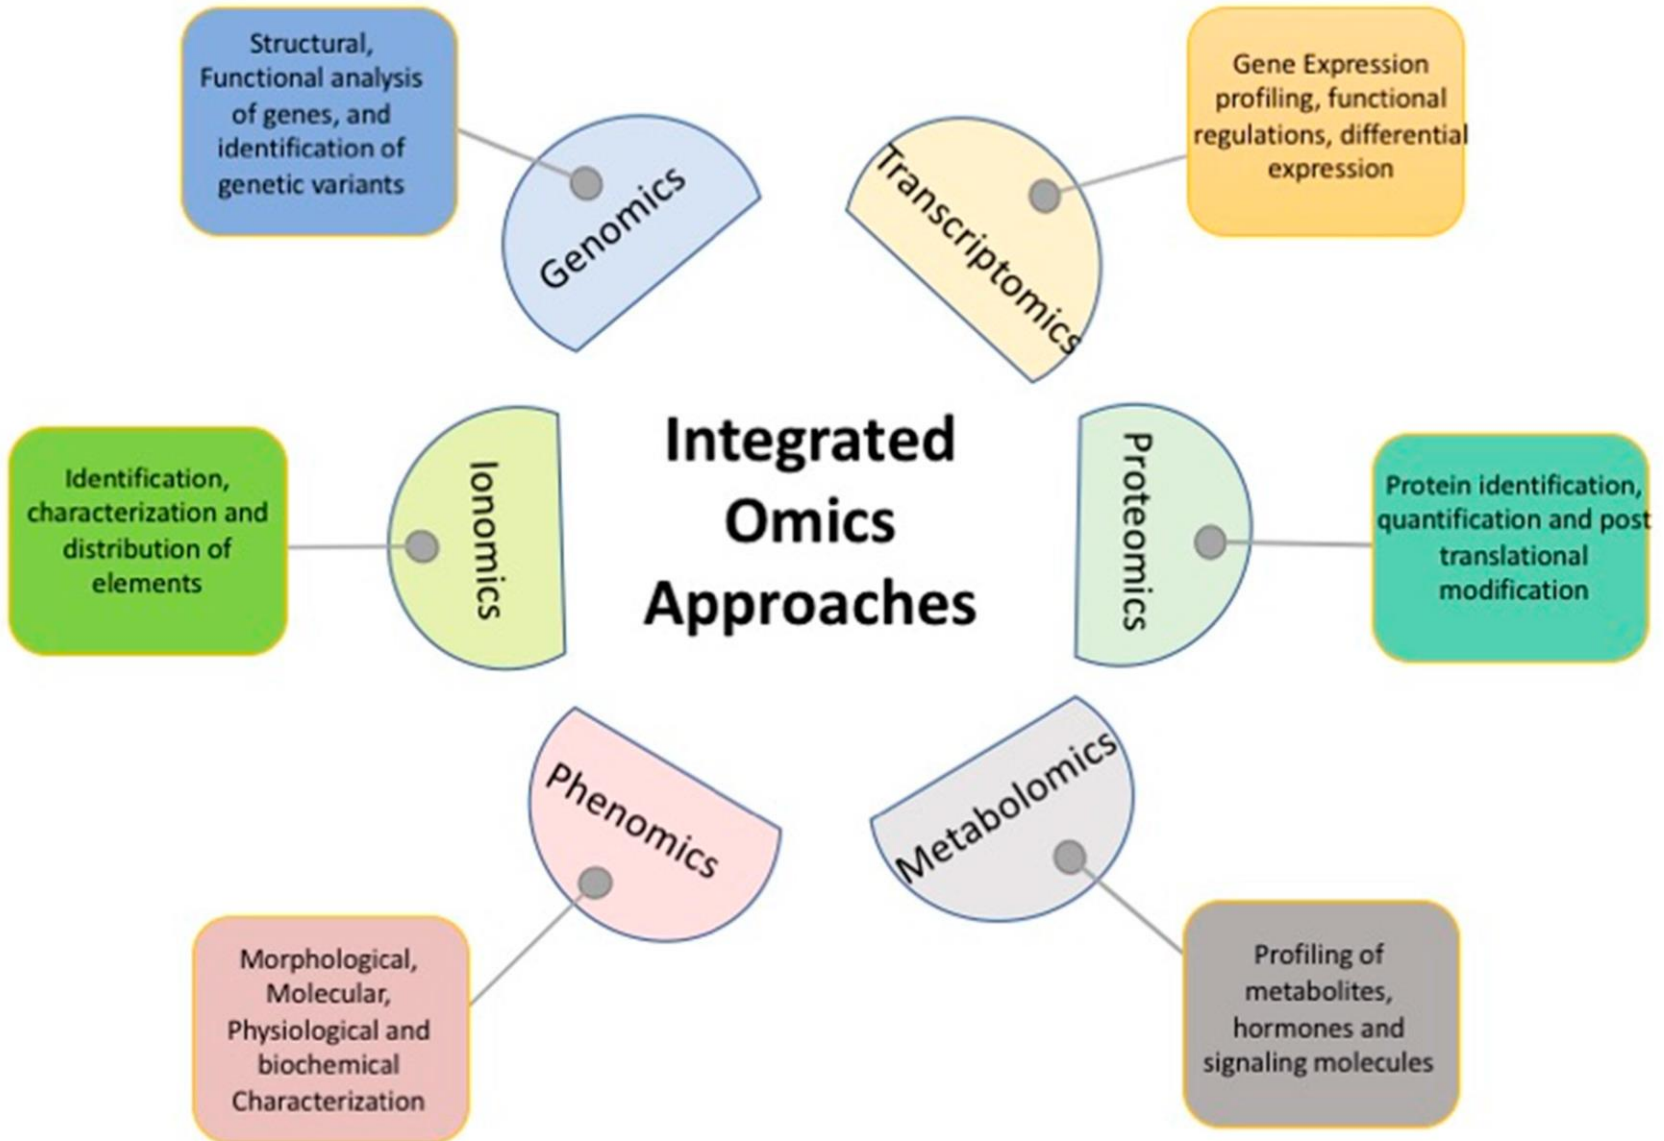 Structural,
Functional analysis
of genes, and
identification of
genetic variants
Genomics
Transcriptomics
Gene Expression
profiling, functional
regulations, differential
expression
Identification,
characterization and
distribution of
elements
Ionomics
Integrated
Omics
Approaches
Proteomics
Protein identification,
quantification and post
translational
modification
Phenomics
Morphological,
Molecular,
Physiological and
biochemical
Characterization
Metabolomics
Profiling of
metabolites,
hormones and
signaling molecules